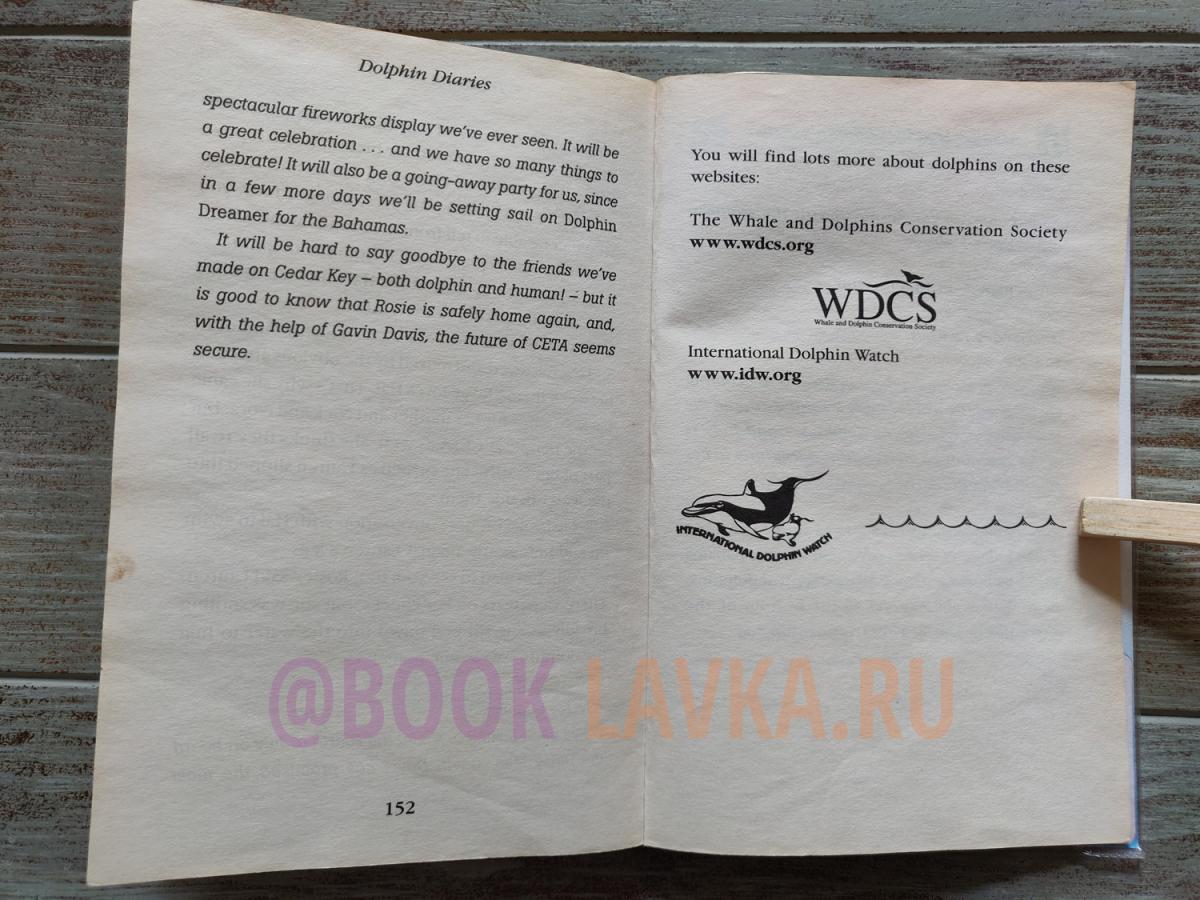 Dolphin Diaries
spectacular fireworks display we've ever seen. It will be
a great celebration . . . and we have so many things to
celebrate! It will also be a going-away party for us, since
in a few more days we'll be setting sail on Dolphin
Dreamer for the Bahamas.
It will be hard to say goodbye to the friends we've
made on Cedar Key – both dolphin and human! – but it
is good to know that Rosie is safely home again, and,
with the help of Gavin Davis, the future of CETA seems
secure.
152
You will find lots more about dolphins on these
websites:
The Whale and Dolphins Conservation Society
www.wdcs.org
WDCS
Whale and Dolphin Conservation Society
International Dolphin Watch
www.idw.org
INTERNATIONAL DOLPHIN WATCH
@BOOK LAVKA.RU